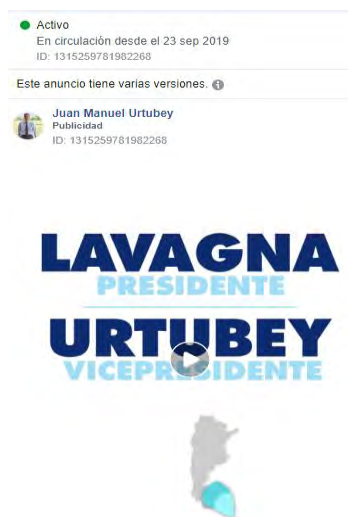 Activo
En circulación desde el 23 sep 2019
ID: 1315259781982268
Este anuncio tiene varias versiones.
Juan Manuel Urtubey
Publicidad
ID: 1315259781982268
LAVAGNA
PRESIDENTE
URTUBEY
VICEPRESIDENTE